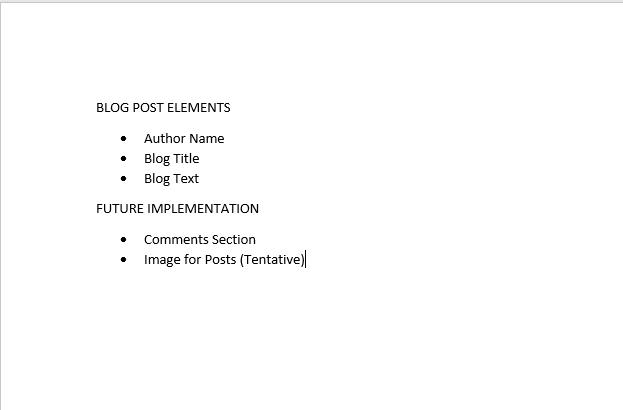 BLOG POST ELEMENTS
• Author Name
• Blog Title
• Blog Text
FUTURE IMPLEMENTATION
• Comments Section
• Image for Posts (Tentative)